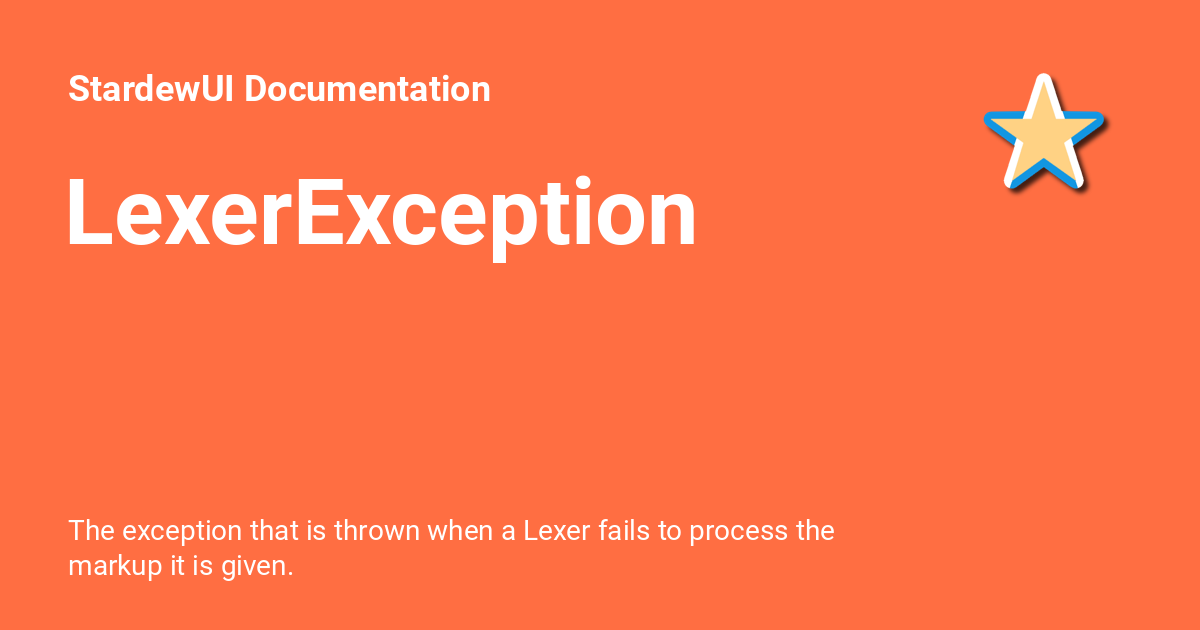 StardewUI Documentation
LexerException
The exception that is thrown when a Lexer fails to process the
markup it is given.